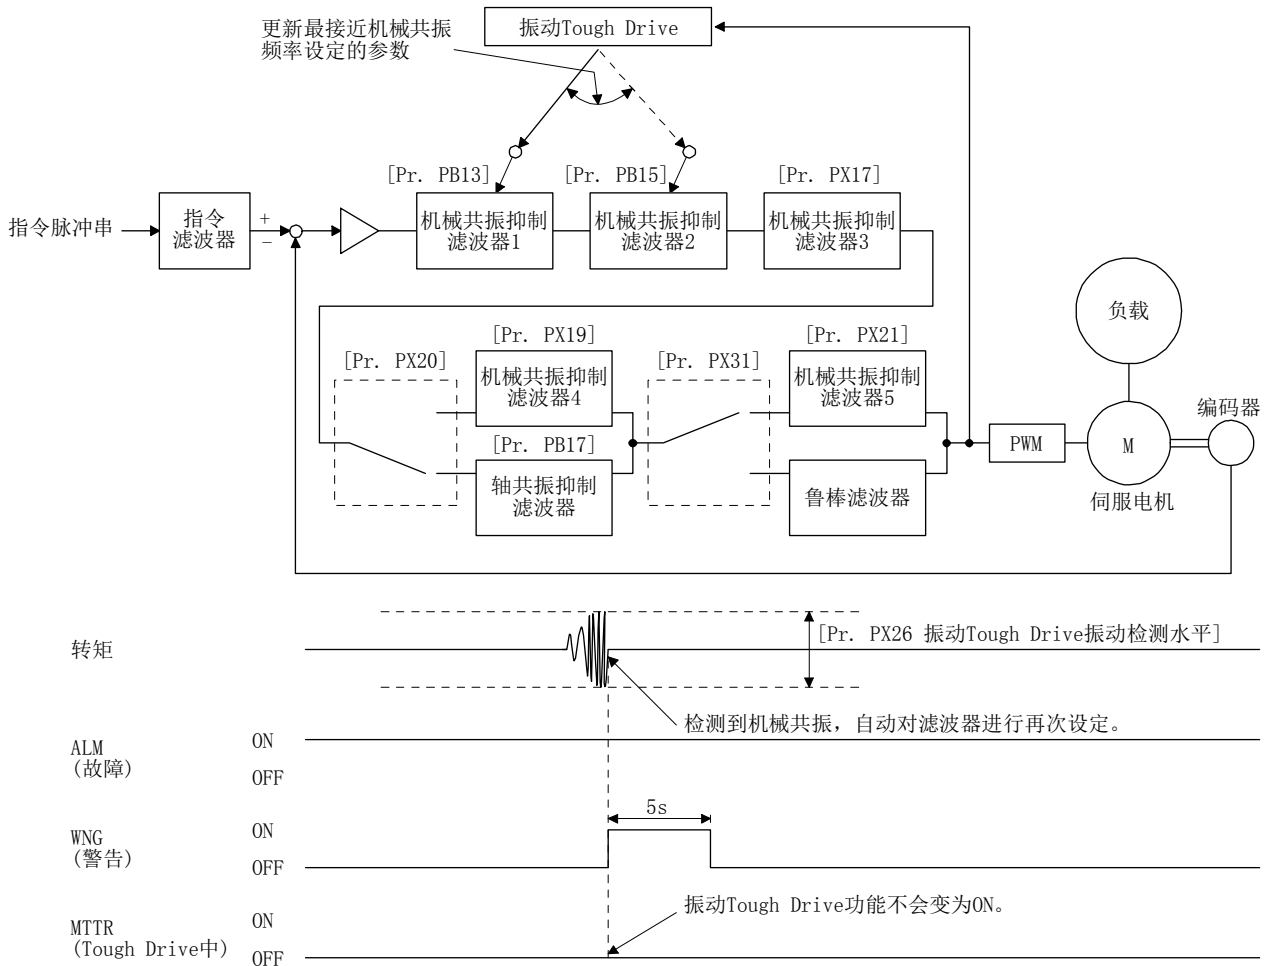 更新最接近机械共振
频率设定的参数
振动Tough Drive
[Pr. PB13]
[Pr. PB15]
[Pr. PX17]
指令脉冲串
指令
滤波器
+
−
机械共振抑制
滤波器1
机械共振抑制
滤波器2
机械共振抑制
滤波器3
负载
[Pr. PX20]
[Pr. PX19]
机械共振抑制
滤波器4
[Pr. PB17]
轴共振抑制
滤波器
[Pr. PX31]
[Pr. PX21]
机械共振抑制
滤波器5
鲁棒滤波器
PWM
M
伺服电机
编码器
转矩
[Pr. PX26 振动Tough Drive振动检测水平]
检测到机械共振，自动对滤波器进行再次设定。
ALM
(故障)
ON
OFF
5s
WNG
(警告)
ON
OFF
振动Tough Drive功能不会变为ON。
MTTR
(Tough Drive中)
ON
OFF